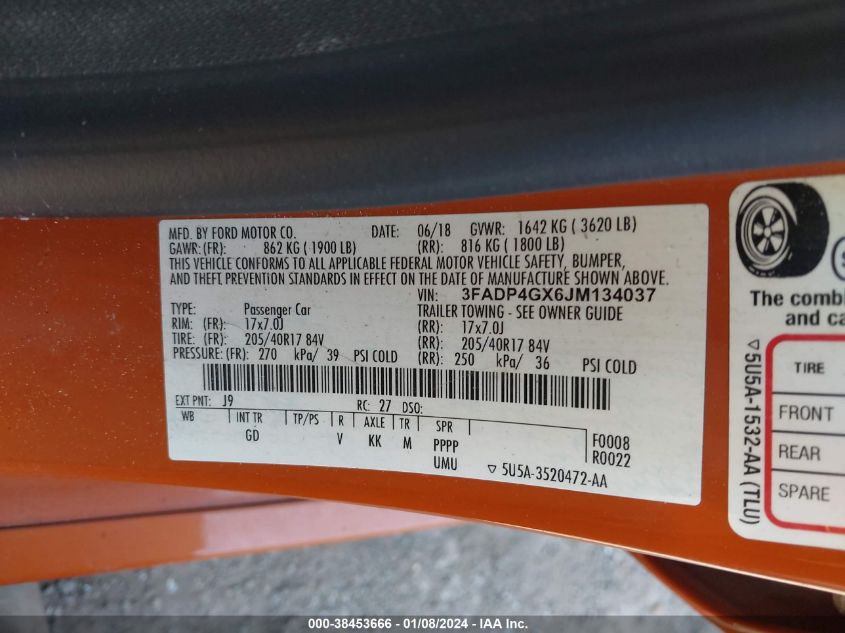 MFD. BY FORD MOTOR CO. DATE: 06/18 GVWR: 1642 KG ( 3620 LB)
GAWR: (FR): 862 KG ( 1900 LB) (RR): 816 KG ( 1800 LB)
THIS VEHICLE CONFORMS TO ALL APPLICABLE FEDERAL MOTOR VEHICLE SAFETY, BUMPER,
AND THEFT PREVENTION STANDARDS IN EFFECT ON THE DATE OF MANUFACTURE SHOWN ABOVE.
VIN: 3FADP4GX6JM134037
TYPE: Passenger Car TRAILER TOWING - SEE OWNER GUIDE
RIM: (FR): 17x7.0J (RR): 17x7.0J
TIRE: (FR): 205/40R17 84V (RR): 205/40R17 84V
PRESSURE: (FR): 270 kPa/ 39 PSI COLD (RR): 250 kPa/ 36 PSI COLD
EXT PNT: J9 RC: 27 DSO:
WB INT TR TP/PS R AXLE TR SPR
GD V KK M PPPP F0008
UMU R0022
▽ 5U5A-3520472-AA
The comb
and ca
TIRE
FRONT
REAR
SPARE
▽5U5A-1532-AA (TLU)
000-38453666 - 01/08/2024 - IAA Inc.